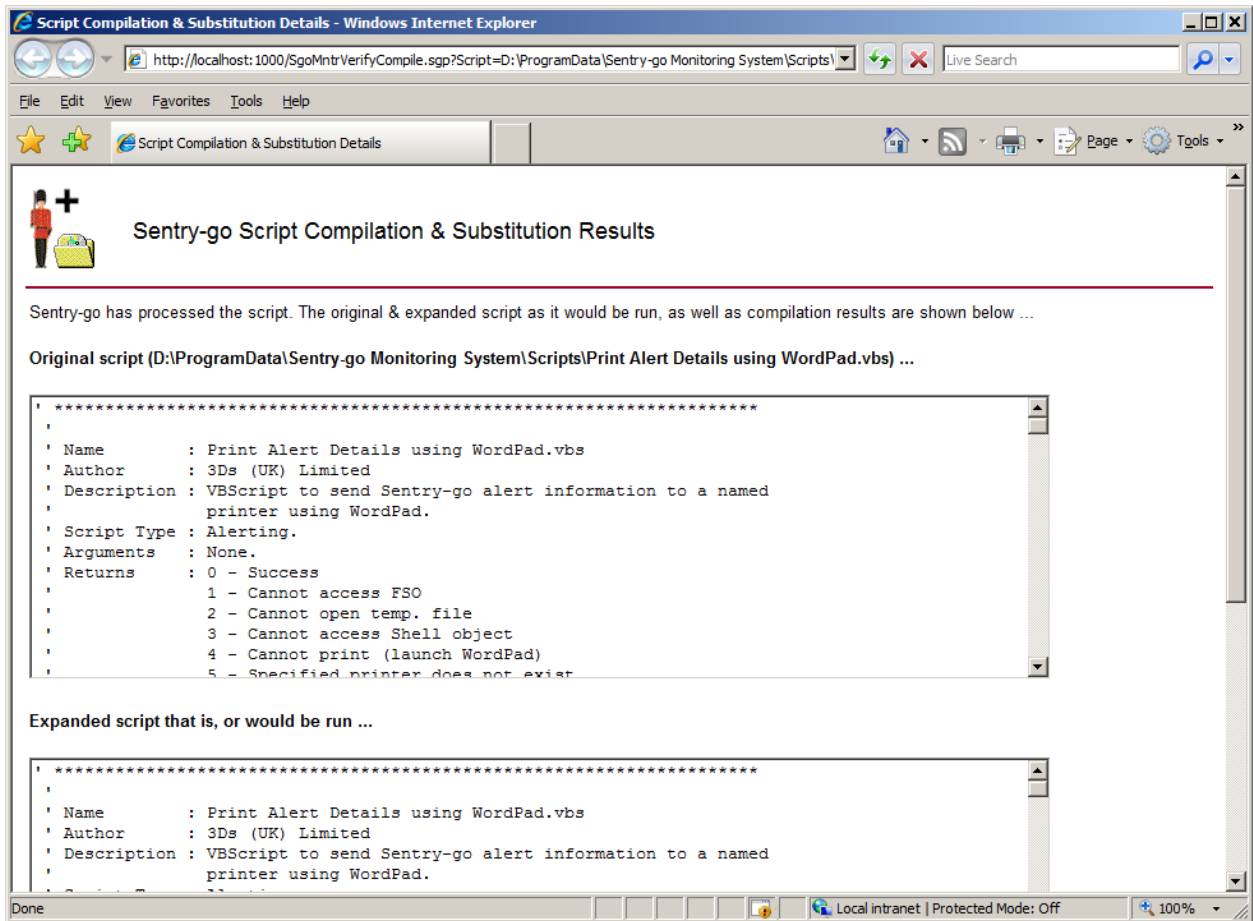 Script Compilation & Substitution Details - Windows Internet Explorer
http://localhost:1000/SgoMntrVerifyCompile.sgp?Script=D:\ProgramData\Sentry-go Monitoring System\Scripts\
Live Search
File Edit View Favorites Tools Help
Script Compilation & Substitution Details
Page Tools »
Sentry-go Script Compilation & Substitution Results
Sentry-go has processed the script. The original & expanded script as it would be run, as well as compilation results are shown below ...
Original script (D:\ProgramData\Sentry-go Monitoring System\Scripts\Print Alert Details using WordPad.vbs) ...
' ********************************************************************
'
' Name : Print Alert Details using WordPad.vbs
' Author : 3Ds (UK) Limited
' Description : VBScript to send Sentry-go alert information to a named
' printer using WordPad.
' Script Type : Alerting.
' Arguments : None.
' Returns : 0 - Success
' 1 - Cannot access FSO
' 2 - Cannot open temp. file
' 3 - Cannot access Shell object
' 4 - Cannot print (launch WordPad)
' 5 - Specified printer does not exist
Expanded script that is, or would be run ...
' ********************************************************************
'
' Name : Print Alert Details using WordPad.vbs
' Author : 3Ds (UK) Limited
' Description : VBScript to send Sentry-go alert information to a named
' printer using WordPad.
Done
Local intranet | Protected Mode: Off
100%